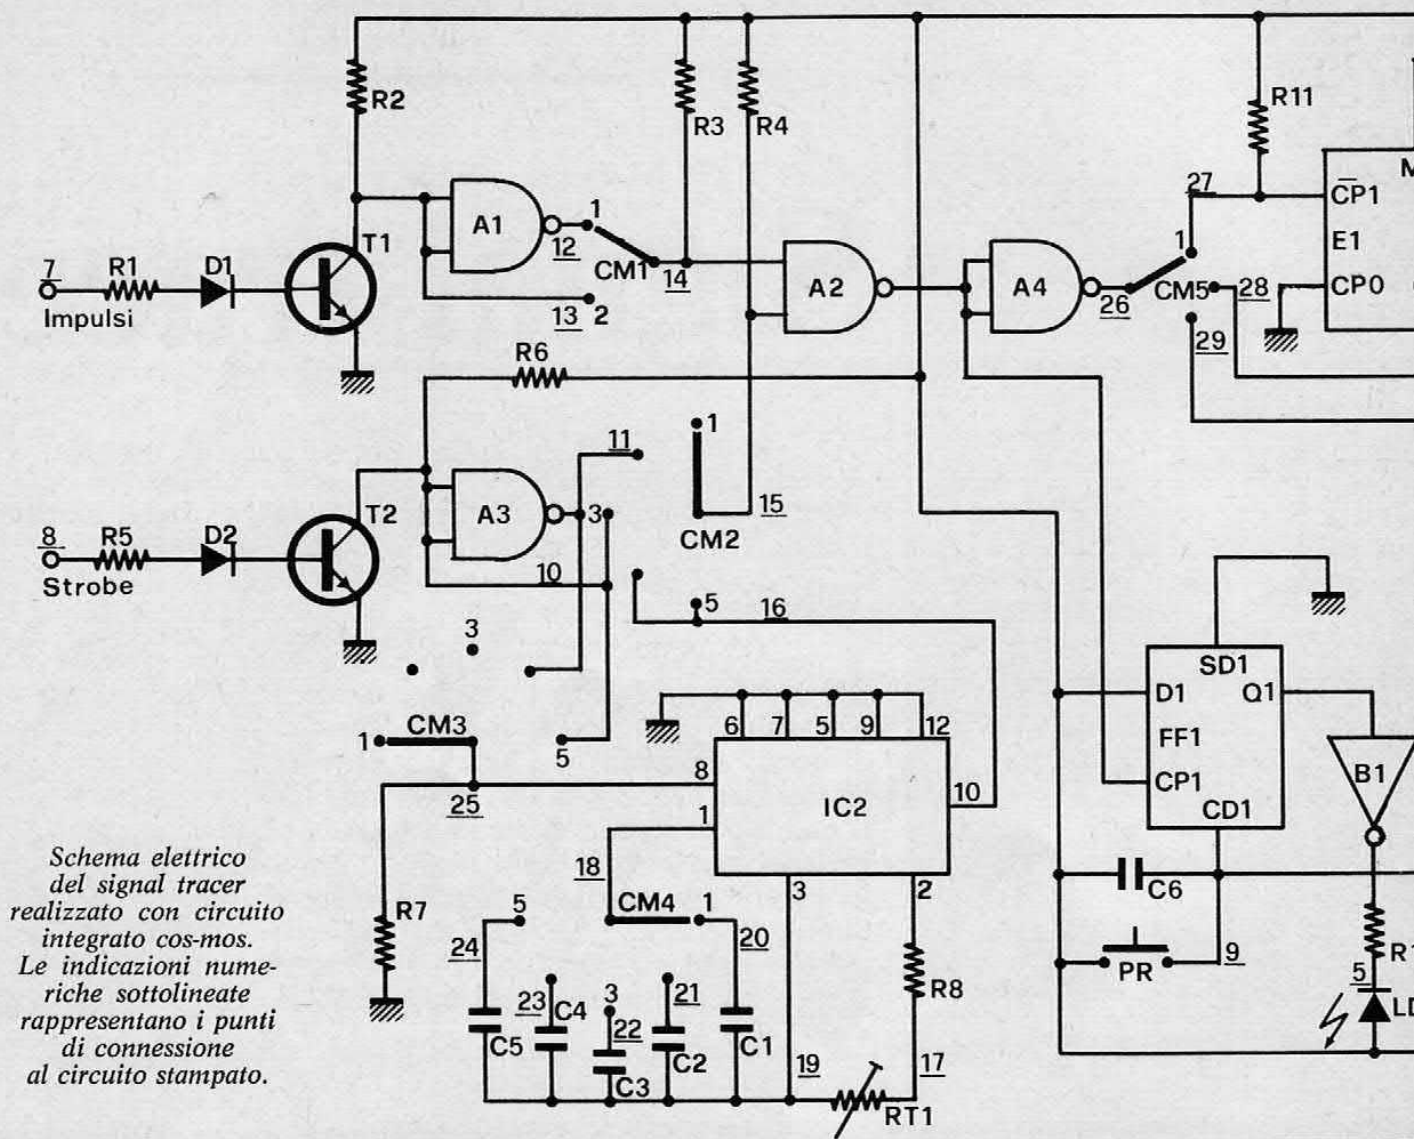 R2
R3
R4
R11
M
27
CP1
A1
1
T1
12
CM1
14
A2
A4
1
E1
7
R1
D1
26
CM5
28
CP0
Impulsi
13
2
29
R6
11
1
15
T2
A3
3
CM2
8
R5
D2
10
Strobe
5
16
3
SD1
D1
Q1
CM3
6
7
5
9
12
1
5
FF1
8
IC2
10
B1
25
1
CP1
CD1
18
Schema elettrico
del signal tracer
realizzato con circuito
integrato cos-mos.
Le indicazioni nume-
riche sottolineate
rappresentano i punti
di connessione
al circuito stampato.
3
2
C6
R7
5
CM4
1
24
20
PR
9
R1
23
C4
3
21
R8
5
22
LD
C5
C3
C2
C1
19
17
RT1